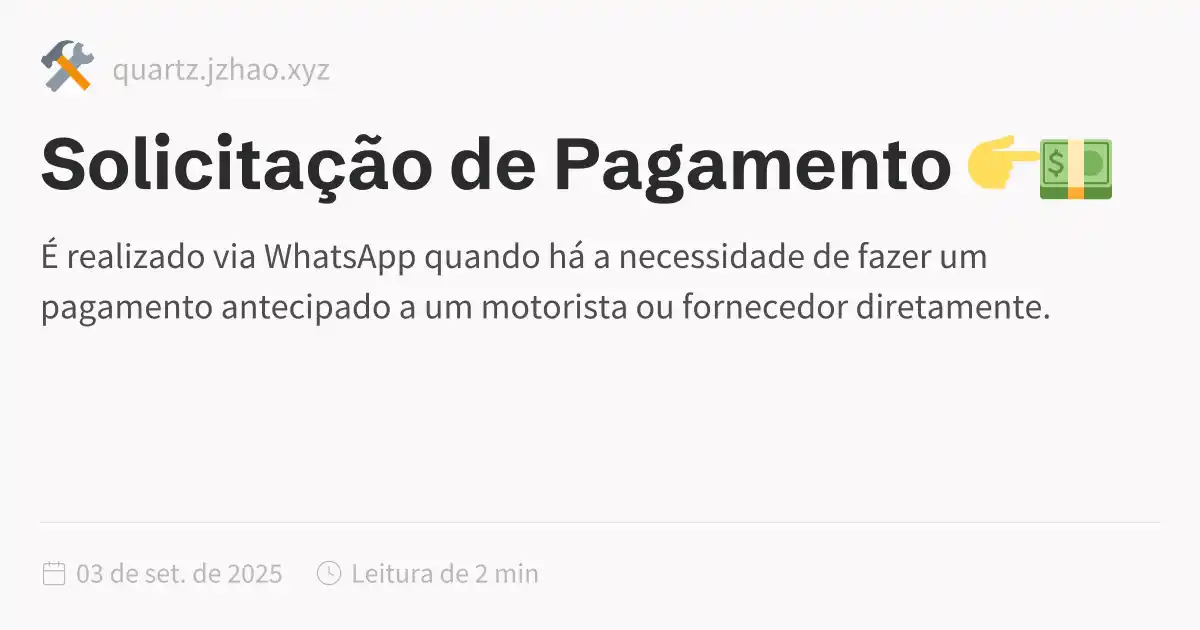 quartz.jzhao.xyz
Solicitação de Pagamento 👉💵
É realizado via WhatsApp quando há a necessidade de fazer um
pagamento antecipado a um motorista ou fornecedor diretamente.
03 de set. de 2025 Leitura de 2 min